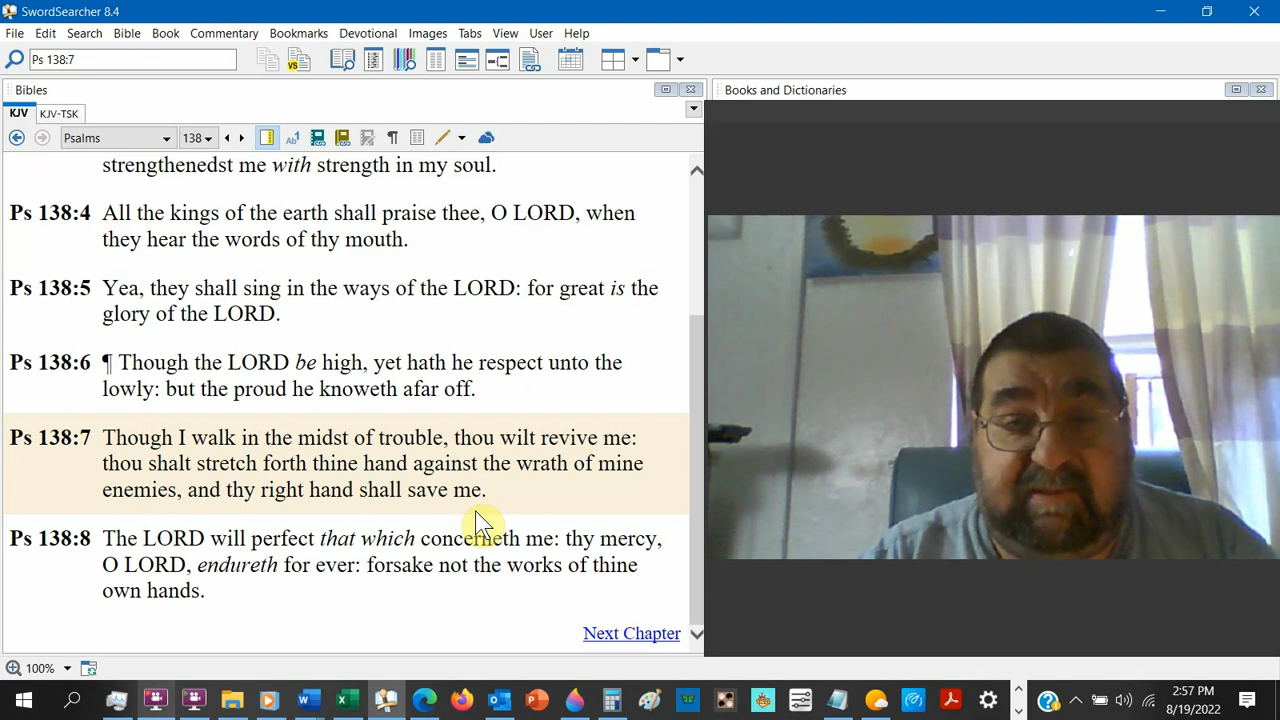 SwordSearcher 8.4
File Edit Search Bible Book Commentary Bookmarks Devotional Images Tabs View User Help
Ps 138:7
VS
Bibles
Books and Dictionaries
KJV KJV-TSK
Psalms 138
strengthenedst me with strength in my soul.
Ps 138:4 All the kings of the earth shall praise thee, O LORD, when
they hear the words of thy mouth.
Ps 138:5 Yea, they shall sing in the ways of the LORD: for great is the
glory of the LORD.
Ps 138:6 ¶ Though the LORD be high, yet hath he respect unto the
lowly: but the proud he knoweth afar off.
Ps 138:7 Though I walk in the midst of trouble, thou wilt revive me:
thou shalt stretch forth thine hand against the wrath of mine
enemies, and thy right hand shall save me.
Ps 138:8 The LORD will perfect that which concerneth me: thy mercy,
O LORD, endureth for ever: forsake not the works of thine
own hands.
Next Chapter
100%
2:57 PM
8/19/2022